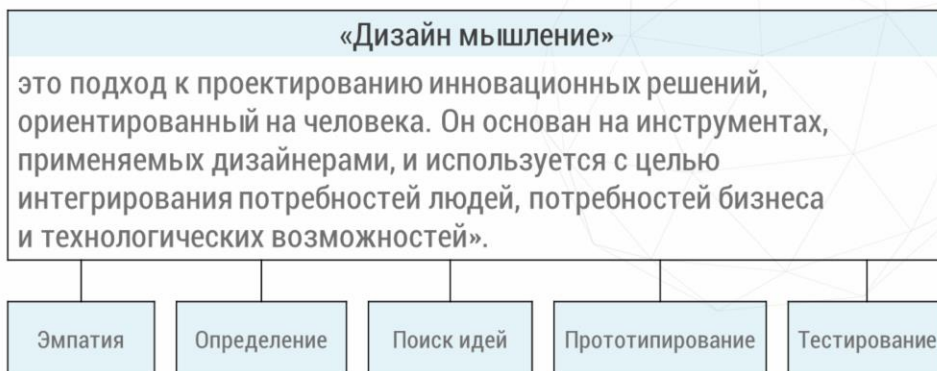 «Дизайн мышление»
это подход к проектированию инновационных решений,
ориентированный на человека. Он основан на инструментах,
применяемых дизайнерами, и используется с целью
интегрирования потребностей людей, потребностей бизнеса
и технологических возможностей».
Эмпатия
Определение
Поиск идей
Прототипирование
Тестирование